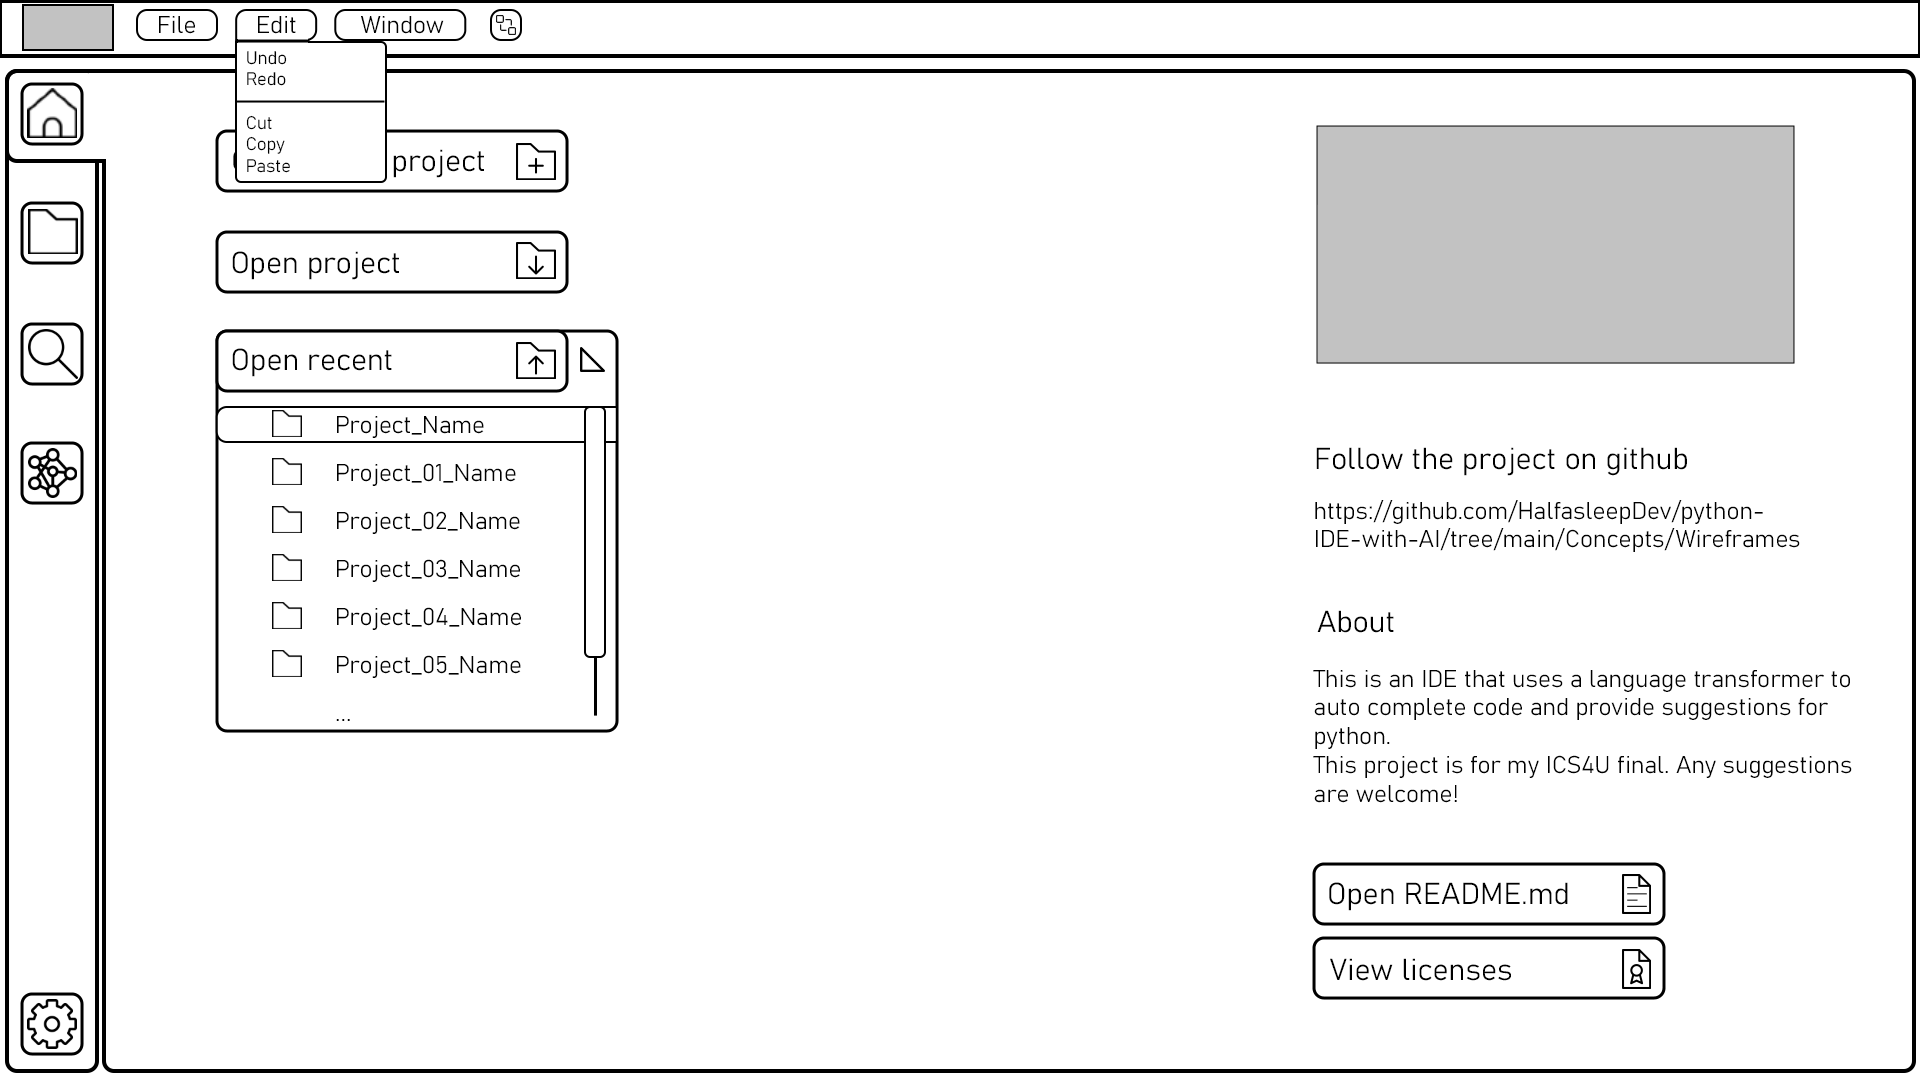 File Edit Window
Undo
Redo
Cut
Copy
Paste
project
Open project
Open recent
Project_Name
Project_01_Name
Project_02_Name
Project_03_Name
Project_04_Name
Project_05_Name
...
Follow the project on github
https://github.com/HalfasleepDev/python-
IDE-with-AI/tree/main/Concepts/Wireframes
About
This is an IDE that uses a language transformer to
auto complete code and provide suggestions for
python.
This project is for my ICS4U final. Any suggestions
are welcome!
Open README.md
View licenses